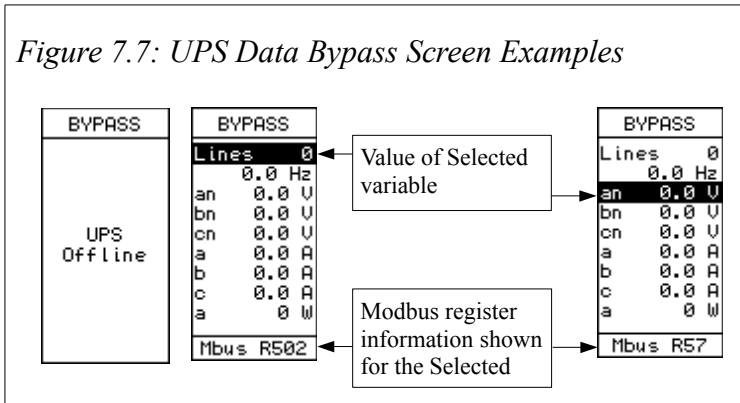 Figure 7.7: UPS Data Bypass Screen Examples
BYPASS
UPS
Offline
BYPASS
Lines 0
0.0 Hz
an 0.0 V
bn 0.0 V
cn 0.0 V
a 0.0 A
b 0.0 A
c 0.0 A
a 0 W
Mbus R502
Value of Selected
variable
Modbus register
information shown
for the Selected
BYPASS
Lines 0
0.0 Hz
an 0.0 V
bn 0.0 V
cn 0.0 V
a 0.0 A
b 0.0 A
c 0.0 A
a 0 W
Mbus R57